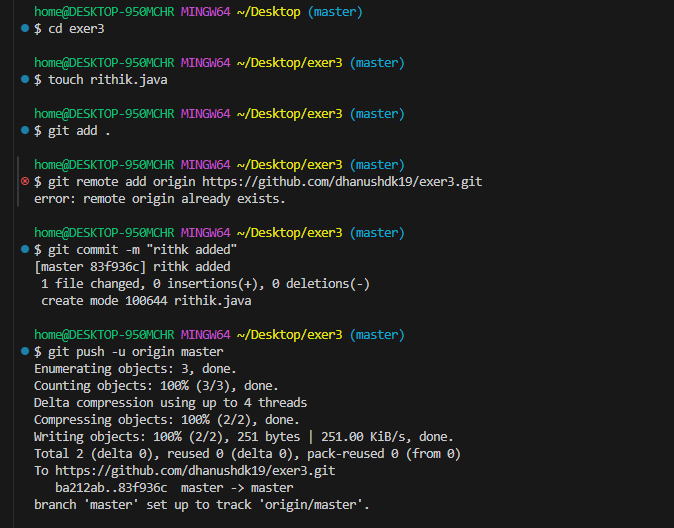 home@DESKTOP-950MCHR MINGW64 ~/Desktop (master)
$ cd exer3
home@DESKTOP-950MCHR MINGW64 ~/Desktop/exer3 (master)
$ touch rithik.java
home@DESKTOP-950MCHR MINGW64 ~/Desktop/exer3 (master)
$ git add .
home@DESKTOP-950MCHR MINGW64 ~/Desktop/exer3 (master)
$ git remote add origin https://github.com/dhanushdk19/exer3.git
error: remote origin already exists.
home@DESKTOP-950MCHR MINGW64 ~/Desktop/exer3 (master)
$ git commit -m "rithk added"
[master 83f936c] rithk added
 1 file changed, 0 insertions(+), 0 deletions(-)
 create mode 100644 rithik.java
home@DESKTOP-950MCHR MINGW64 ~/Desktop/exer3 (master)
$ git push -u origin master
Enumerating objects: 3, done.
Counting objects: 100% (3/3), done.
Delta compression using up to 4 threads
Compressing objects: 100% (2/2), done.
Writing objects: 100% (2/2), 251 bytes | 251.00 KiB/s, done.
Total 2 (delta 0), reused 0 (delta 0), pack-reused 0 (from 0)
To https://github.com/dhanushdk19/exer3.git
   ba212ab..83f936c  master -> master
branch 'master' set up to track 'origin/master'.